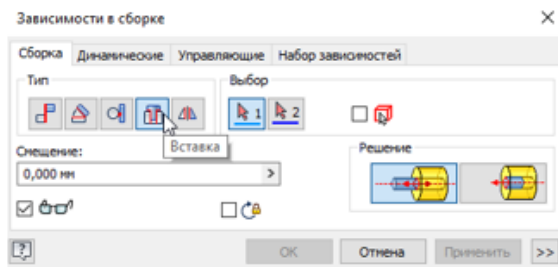 Зависимости в сборке
Сборка Динамические Управляющие Набор зависимостей
Тип Выбор
1 2
Вставка
Смещение: Решение
0,000 мм >
ОК Отмена Применить >>